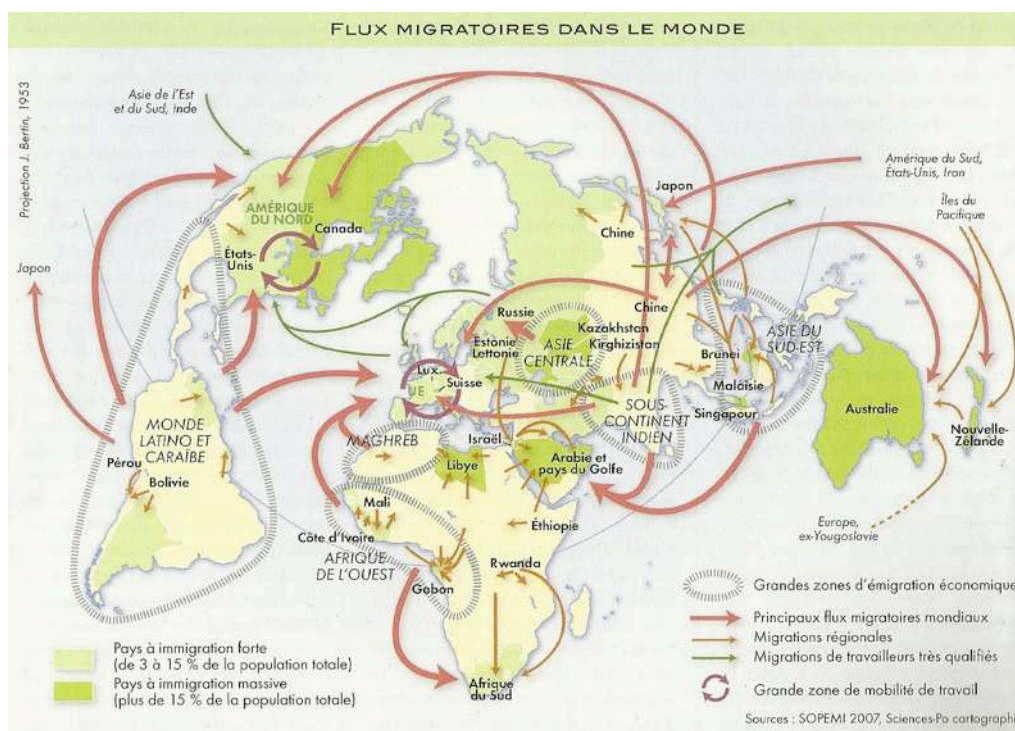 FLUX MIGRATOIRES DANS LE MONDE
Projection J. Bertin, 1953
Asie de l'Est
et du Sud, Inde
AMÉRIQUE
DU NORD
Canada
États-
Unis
Japon
Japon
Amérique du Sud,
États-Unis, Iran
Îles du
Pacifique
Chine
Chine
Russie
Estonie
Lettonie
Kazakhstan
Kirghizistan
ASIE
CENTRALE
Lux.
UE
Suisse
Brunei
ASIE DU
SUD-EST
Malaisie
Singapour
SOUS-
CONTINENT
INDIEN
MONDE
LATINO ET
CARAÏBE
Pérou
Bolivie
MAGHREB
Israël
Libye
Arabie et
pays du Golfe
Australie
Nouvelle-
Zélande
Mali
Côte d'Ivoire
AFRIQUE
DE L'OUEST
Éthiopie
Rwanda
Gabon
Afrique
du Sud
Europe,
ex-Yougoslavie
Grandes zones d'émigration économique
Principaux flux migratoires mondiaux
Migrations régionales
Migrations de travailleurs très qualifiés
Grande zone de mobilité de travail
Pays à immigration forte
(de 3 à 15 % de la population totale)
Pays à immigration massive
(plus de 15 % de la population totale)
Sources : SOPEMI 2007, Sciences-Po cartographi